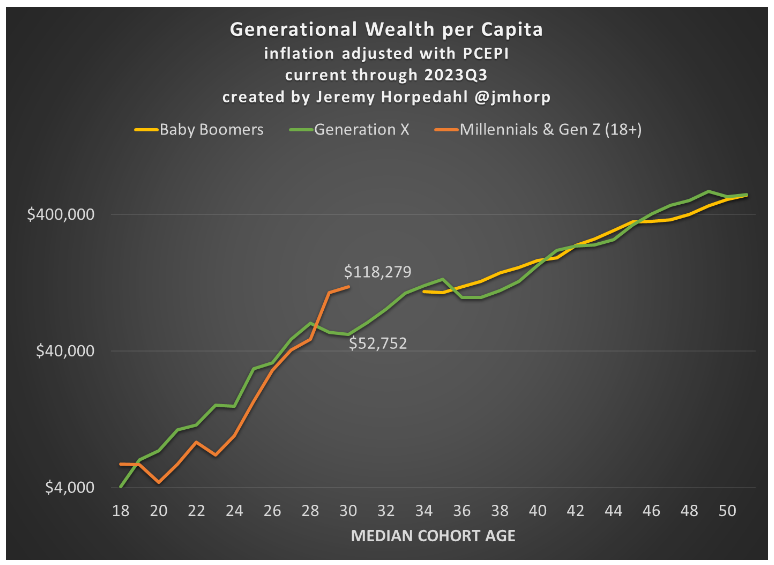 Generational Wealth per Capita
inflation adjusted with PCEPI
current through 2023Q3
created by Jeremy Horpedahl @jmhorp
Baby Boomers Generation X Millennials & Gen Z (18+)
$400,000
$118,279
$40,000
$52,752
$4,000
18 20 22 24 26 28 30 32 34 36 38 40 42 44 46 48 50
MEDIAN COHORT AGE